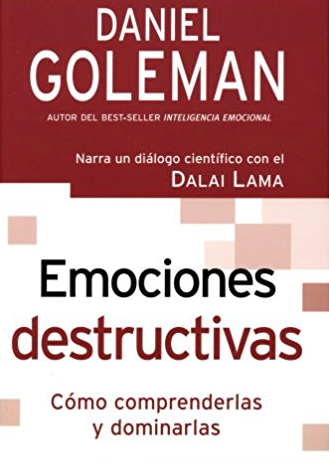 DANIEL
GOLEMAN
AUTOR DEL BEST-SELLER INTELIGENCIA EMOCIONAL
Narra un diálogo científico con el
DALAI LAMA
Emociones
destructivas
Cómo comprenderlas
y dominarlas